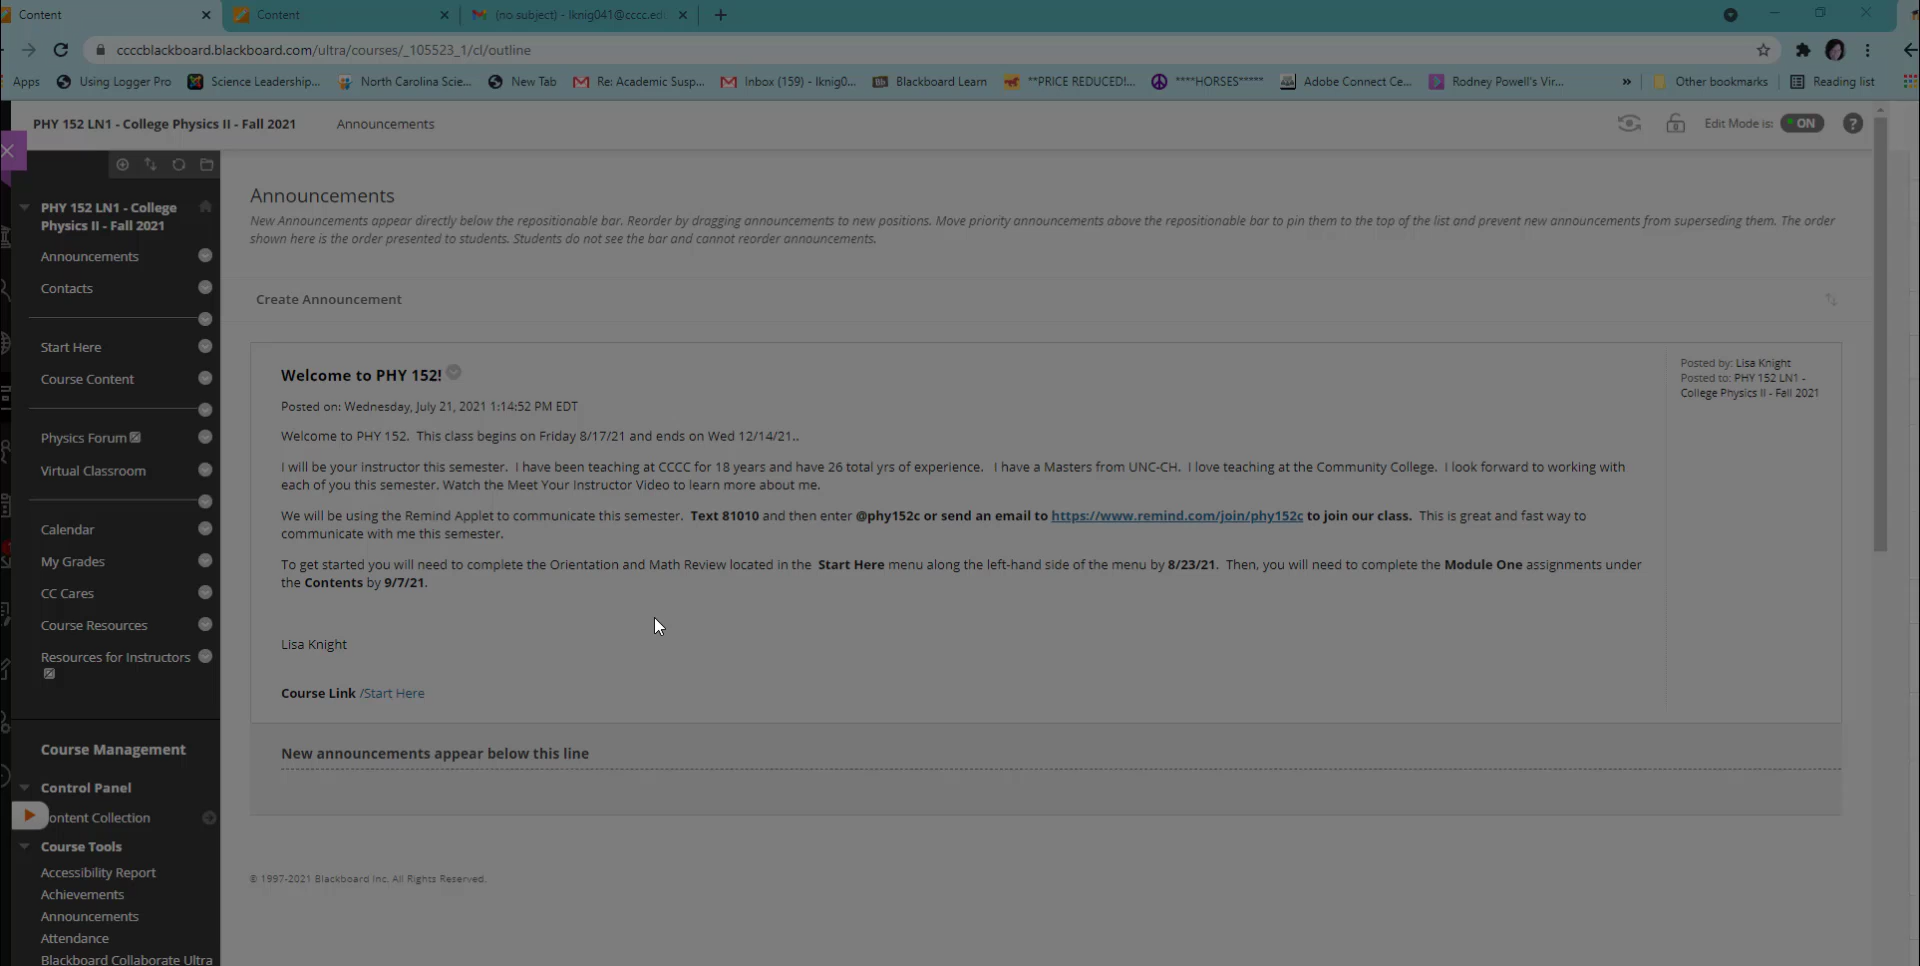 Content
Content
(no subject) - lknig041@cccc.ed
ccccblackboard.blackboard.com/ultra/courses/_105523_1/cl/outline
Apps
Using Logger Pro
Science Leadership...
North Carolina Scie...
New Tab
Re: Academic Susp...
Inbox (159) - lknig0...
Blackboard Learn
**PRICE REDUCED!...
****HORSES*****
Adobe Connect Ce...
Rodney Powell's Vir...
»
Other bookmarks
Reading list
PHY 152 LN1 - College Physics II - Fall 2021
Announcements
Edit Mode is:
ON
?
PHY 152 LN1 - College
Physics II - Fall 2021
Announcements
Contacts
Start Here
Course Content
Physics Forum
Virtual Classroom
Calendar
My Grades
CC Cares
Course Resources
Resources for Instructors
Course Management
Control Panel
ontent Collection
Course Tools
Accessibility Report
Achievements
Announcements
Attendance
Blackboard Collaborate Ultra
Announcements
New Announcements appear directly below the repositionable bar. Reorder by dragging announcements to new positions. Move priority announcements above the repositionable bar to pin them to the top of the list and prevent new announcements from superseding them. The order
shown here is the order presented to students. Students do not see the bar and cannot reorder announcements.
Create Announcement
Welcome to PHY 152!
Posted on: Wednesday, July 21, 2021 1:14:52 PM EDT
Welcome to PHY 152. This class begins on Friday 8/17/21 and ends on Wed 12/14/21..
I will be your instructor this semester. I have been teaching at CCCC for 18 years and have 26 total yrs of experience. I have a Masters from UNC-CH. I love teaching at the Community College. I look forward to working with
each of you this semester. Watch the Meet Your Instructor Video to learn more about me.
We will be using the Remind Applet to communicate this semester. Text 81010 and then enter @phy152c or send an email to https://www.remind.com/join/phy152c to join our class. This is great and fast way to
communicate with me this semester.
To get started you will need to complete the Orientation and Math Review located in the Start Here menu along the left-hand side of the menu by 8/23/21. Then, you will need to complete the Module One assignments under
the Contents by 9/7/21.
Lisa Knight
Course Link /Start Here
Posted by: Lisa Knight
Posted to: PHY 152 LN1 -
College Physics II - Fall 2021
New announcements appear below this line
© 1997-2021 Blackboard Inc. All Rights Reserved.